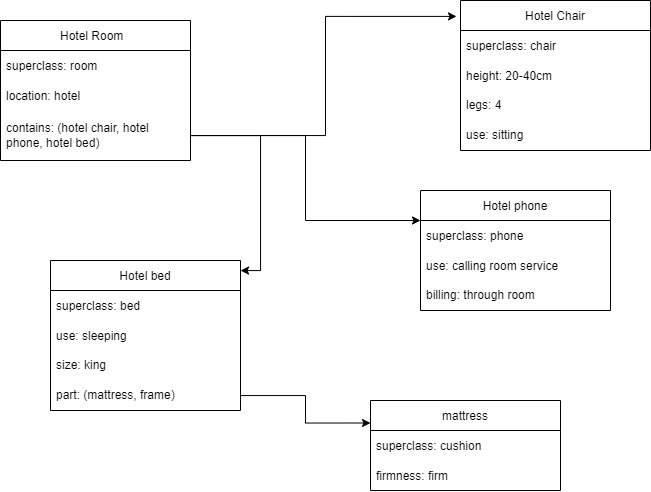 Hotel Room
superclass: room
location: hotel
contains: (hotel chair, hotel
phone, hotel bed)
Hotel Chair
superclass: chair
height: 20-40cm
legs: 4
use: sitting
Hotel phone
superclass: phone
use: calling room service
billing: through room
Hotel bed
superclass: bed
use: sleeping
size: king
part: (mattress, frame)
mattress
superclass: cushion
firmness: firm